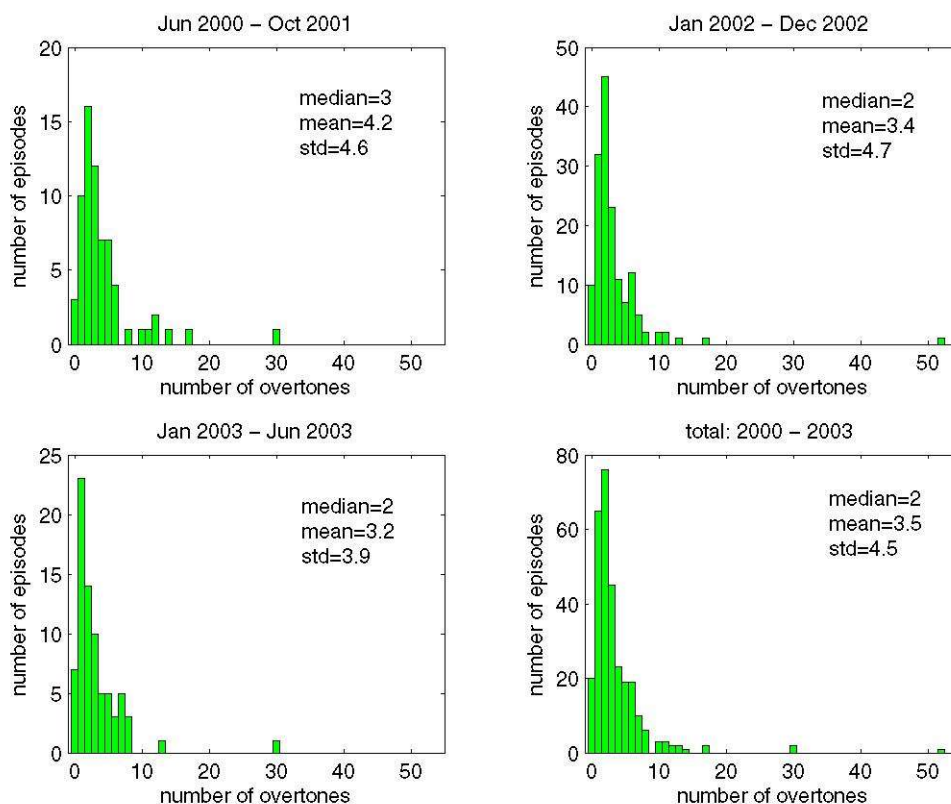 Jun 2000 – Oct 2001
20
15
10
5
0
number of episodes
median=3
mean=4.2
std=4.6
0 10 20 30 40 50
number of overtones
Jan 2002 – Dec 2002
50
40
30
20
10
0
number of episodes
median=2
mean=3.4
std=4.7
0 10 20 30 40 50
number of overtones
Jan 2003 – Jun 2003
25
20
15
10
5
0
number of episodes
median=2
mean=3.2
std=3.9
0 10 20 30 40 50
number of overtones
total: 2000 – 2003
80
60
40
20
0
number of episodes
median=2
mean=3.5
std=4.5
0 10 20 30 40 50
number of overtones